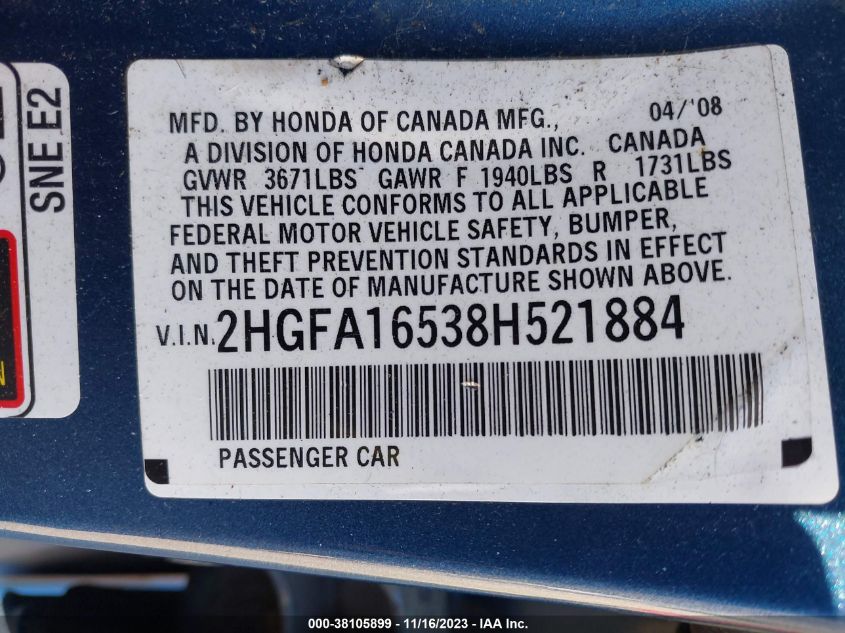 SNE E2
MFD. BY HONDA OF CANADA MFG., 04/'08
A DIVISION OF HONDA CANADA INC. CANADA
GVWR 3671LBS GAWR F 1940LBS R 1731LBS
THIS VEHICLE CONFORMS TO ALL APPLICABLE
FEDERAL MOTOR VEHICLE SAFETY, BUMPER,
AND THEFT PREVENTION STANDARDS IN EFFECT
ON THE DATE OF MANUFACTURE SHOWN ABOVE.
V.I.N. 2HGFA16538H521884
PASSENGER CAR
000-38105899 — 11/16/2023 — IAAI.com